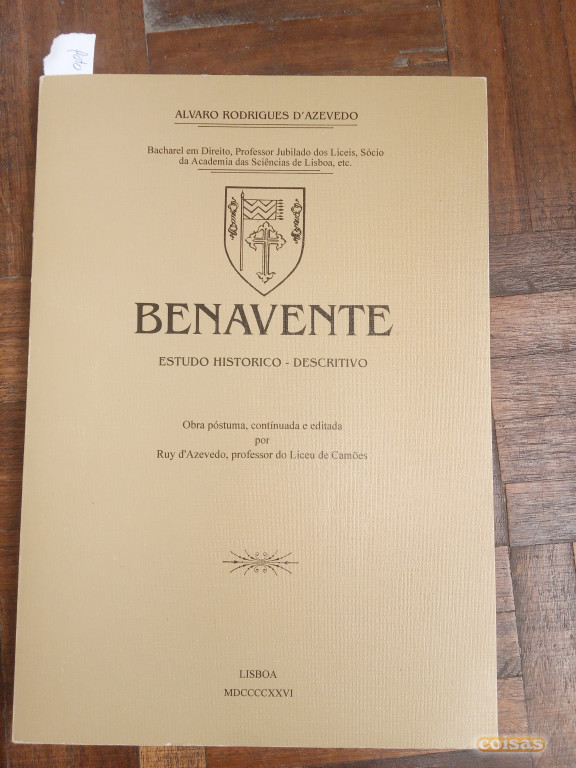 ALVARO RODRIGUES D'AZEVEDO
Bacharel em Direito, Professor Jubilado dos Liceis, Sócio
da Academia das Sciências de Lisboa, etc.
BENAVENTE
ESTUDO HISTORICO - DESCRITIVO
Obra póstuma, continuada e editada
por
Ruy d'Azevedo, professor do Liceu de Camões
LISBOA
MDCCCCXXVI
coisas